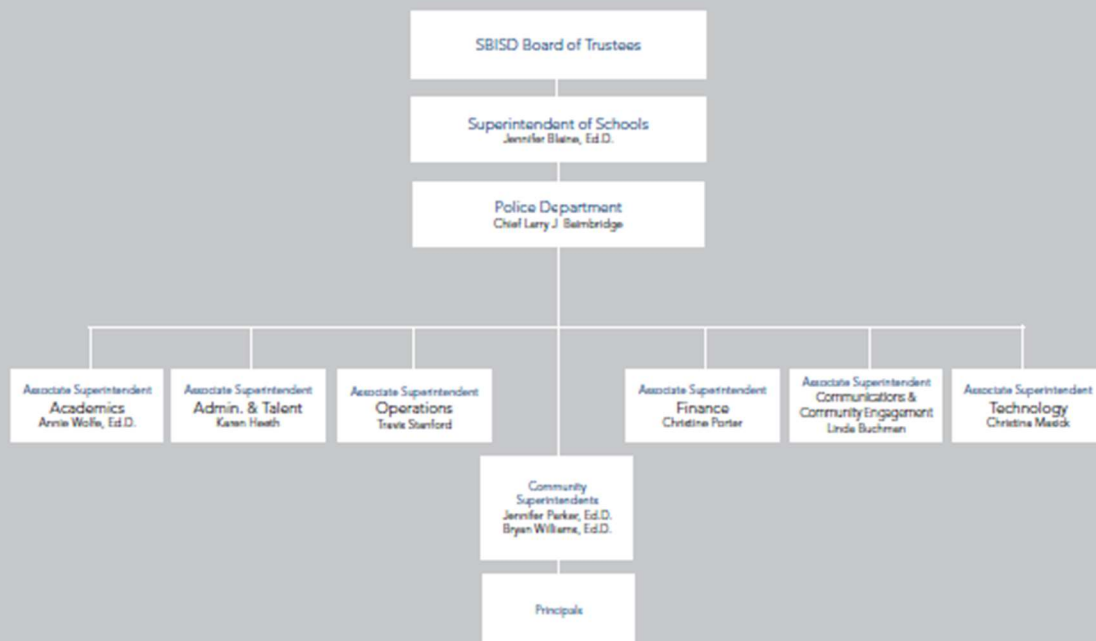 SBISD Board of Trustees
Superintendent of Schools
Jennifer Blaine, Ed.D.
Police Department
Chief Larry J. Baimbridge
Associate Superintendent
Academics
Annie Wolfe, Ed.D.
Associate Superintendent
Admin. & Talent
Karen Heeth
Associate Superintendent
Operations
Travis Stanford
Associate Superintendent
Finance
Christine Porter
Associate Superintendent
Communications &
Community Engagement
Linda Buchman
Associate Superintendent
Technology
Christina Masick
Community
Superintendents
Jennifer Parker, Ed.D.
Bryan Williams, Ed.D.
Principals